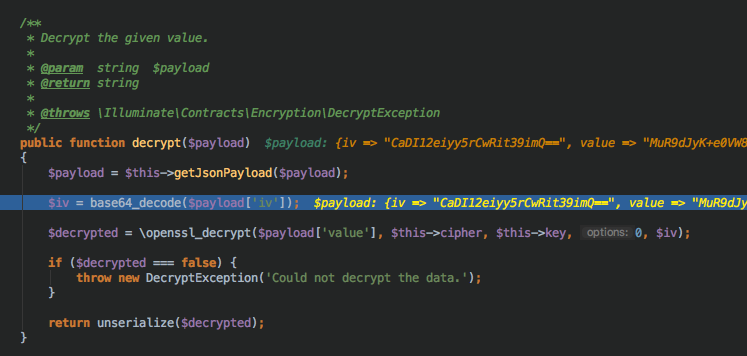 /**
 * Decrypt the given value.
 *
 * @param  string  $payload
 * @return string
 *
 * @throws \Illuminate\Contracts\Encryption\DecryptException
 */
public function decrypt($payload)  $payload: {iv => "CaDI12eiyy5rCwRit39imQ==", value => "MuR9dJyK+e0VW8
{
    $payload = $this->getJsonPayload($payload);
    $iv = base64_decode($payload['iv']);  $payload: {iv => "CaDI12eiyy5rCwRit39imQ==", value => "MuR9dJy
    $decrypted = \openssl_decrypt($payload['value'], $this->cipher, $this->key, options: 0, $iv);
    if ($decrypted === false) {
        throw new DecryptException('Could not decrypt the data.');
    }
    return unserialize($decrypted);
}